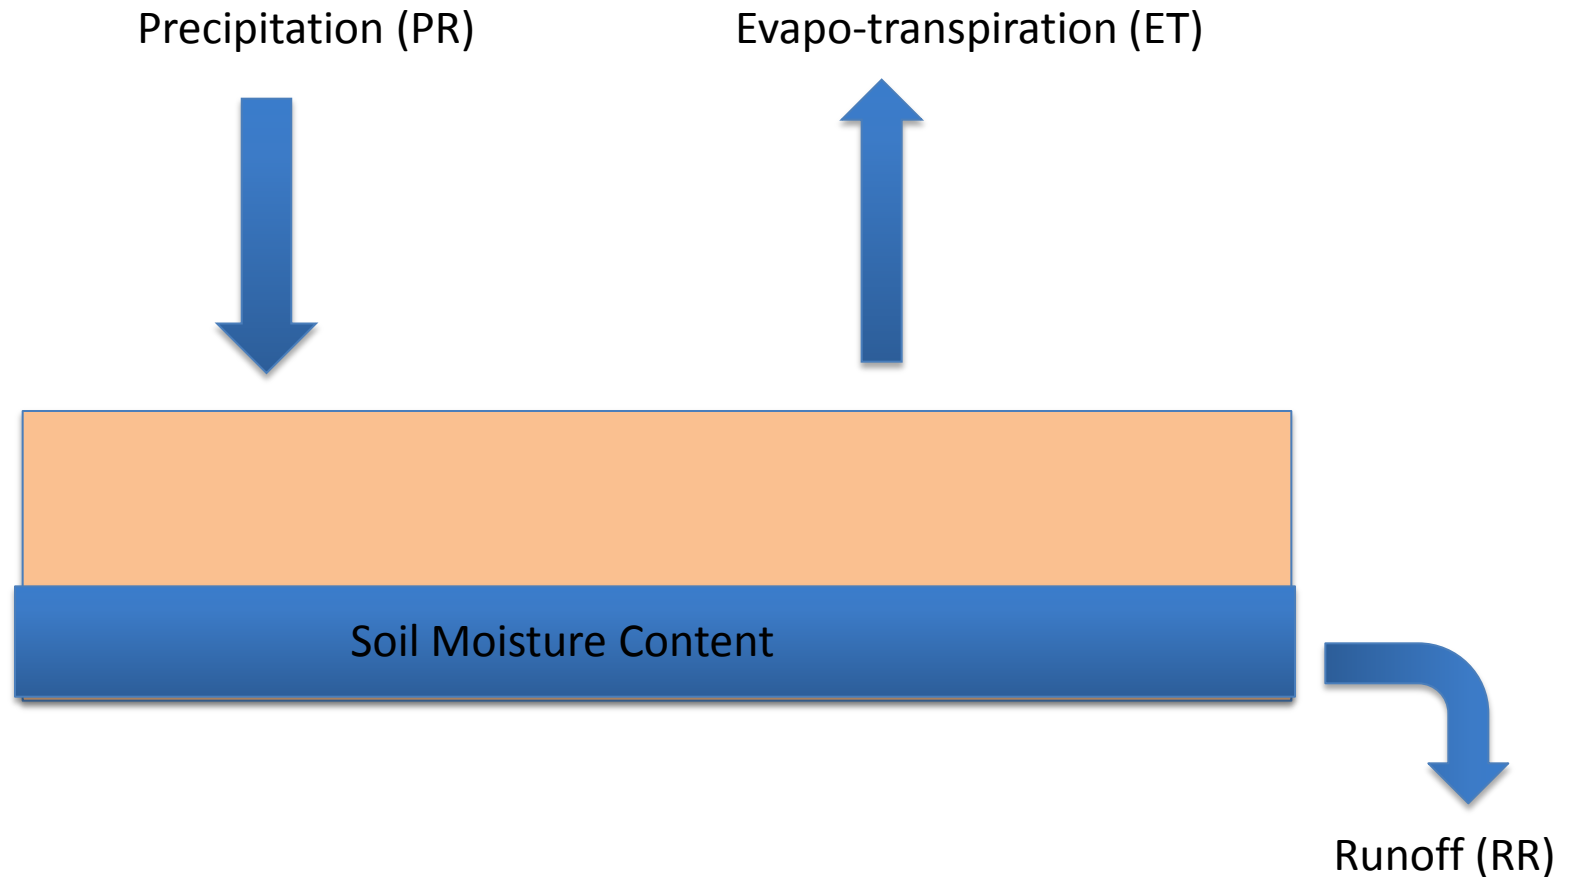 Precipitation (PR)
Evapo-transpiration (ET)
Soil Moisture Content
Runoff (RR)